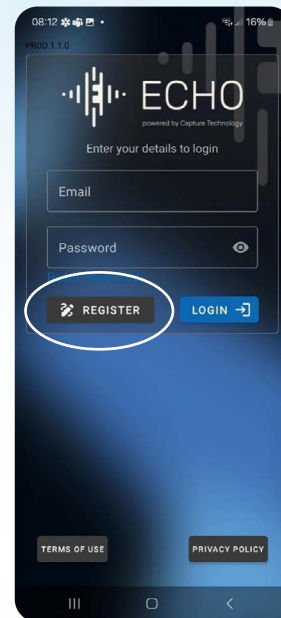 08:12 16%
PROD 1.1.0
ECHO
powered by Capture Technology
Enter your details to login
Email
Password
REGISTER LOGIN
TERMS OF USE PRIVACY POLICY